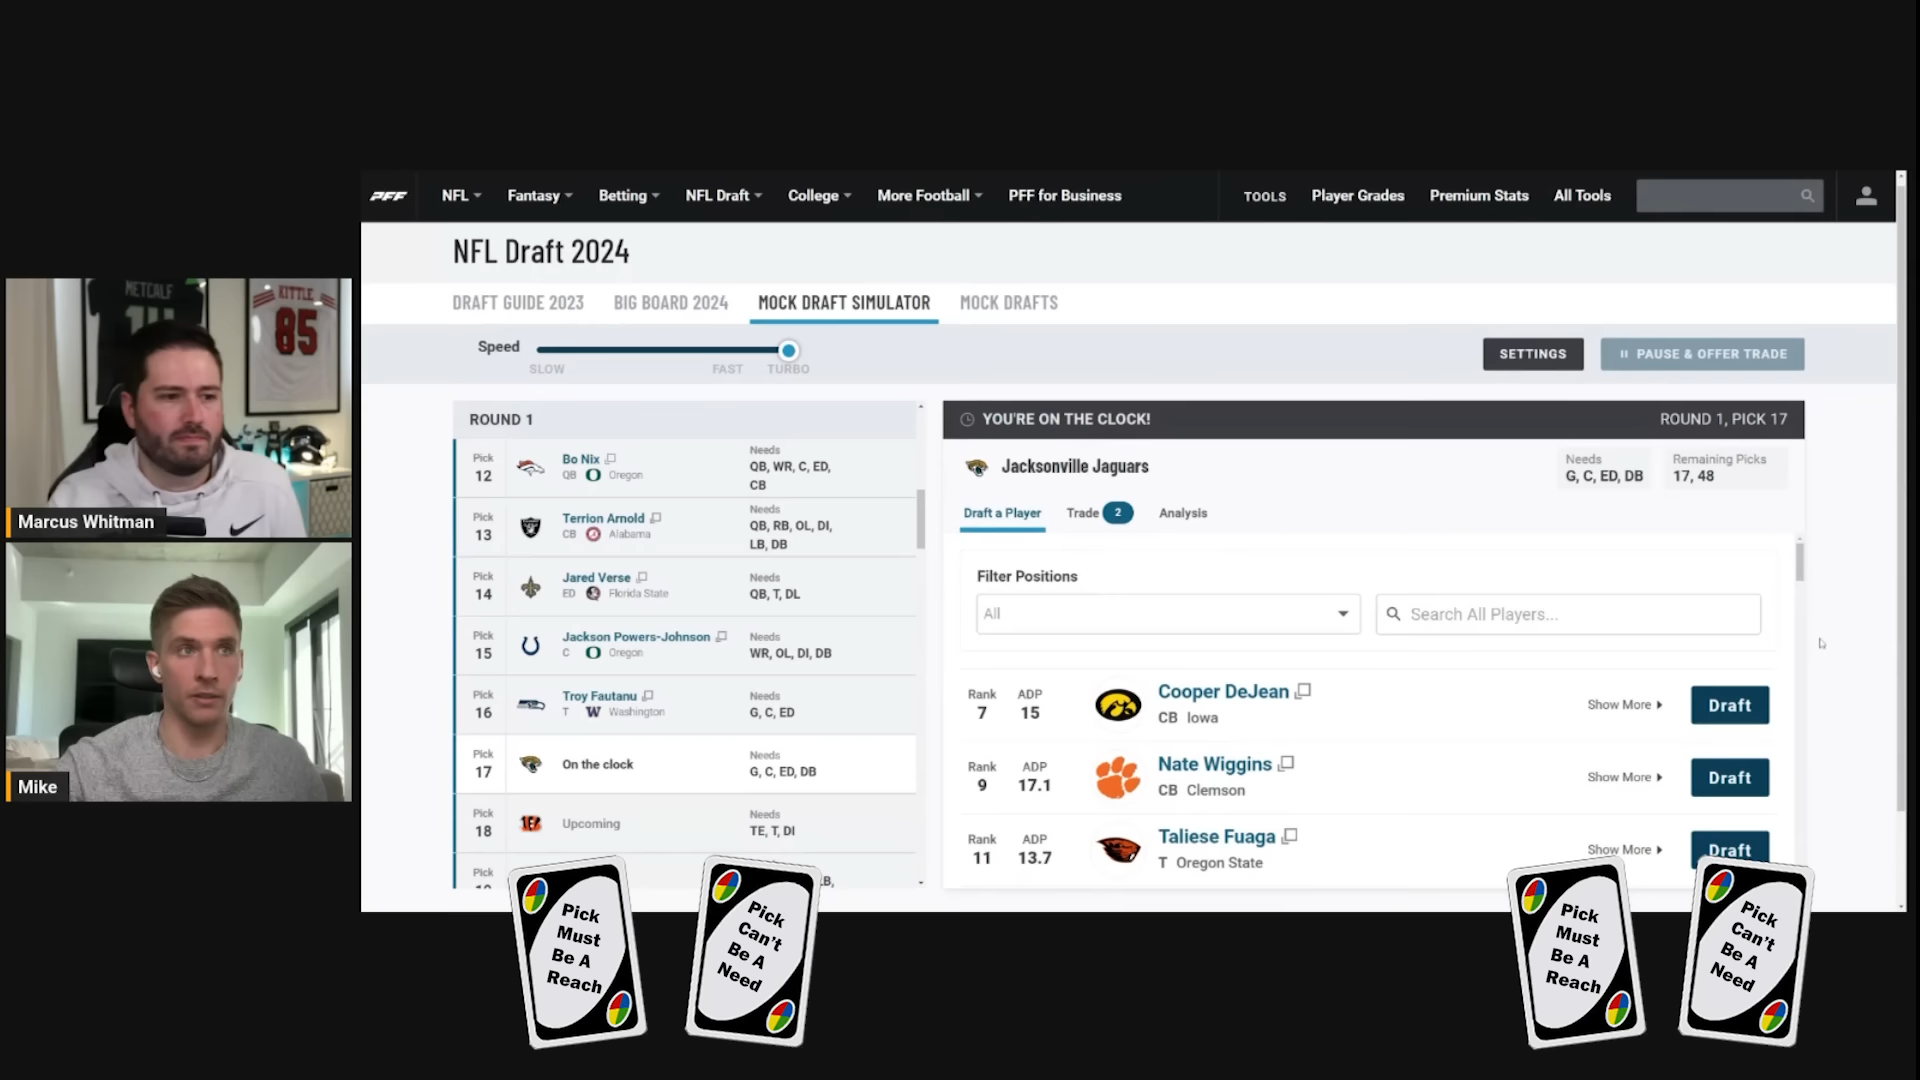 PFF
NFL
Fantasy
Betting
NFL Draft
College
More Football
PFF for Business
TOOLS
Player Grades
Premium Stats
All Tools
NFL Draft 2024
DRAFT GUIDE 2023
BIG BOARD 2024
MOCK DRAFT SIMULATOR
MOCK DRAFTS
Speed
SLOW
FAST
TURBO
SETTINGS
PAUSE & OFFER TRADE
METCALF
KITTLE
85
Marcus Whitman
Mike
ROUND 1
Pick
12
Bo Nix
QB Oregon
Needs
QB, WR, C, ED,
CB
Pick
13
Terrion Arnold
CB Alabama
Needs
QB, RB, OL, DI,
LB, DB
Pick
14
Jared Verse
ED Florida State
Needs
QB, T, DL
Pick
15
Jackson Powers-Johnson
C Oregon
Needs
WR, OL, DI, DB
Pick
16
Troy Fautanu
T W Washington
Needs
G, C, ED
Pick
17
On the clock
Needs
G, C, ED, DB
Pick
18
Upcoming
Needs
TE, T, DI
Pick
YOU'RE ON THE CLOCK!
ROUND 1, PICK 17
Jacksonville Jaguars
Needs
G, C, ED, DB
Remaining Picks
17, 48
Draft a Player
Trade 2
Analysis
Filter Positions
All
Search All Players...
Rank
7
ADP
15
Cooper DeJean
CB Iowa
Show More
Draft
Rank
9
ADP
17.1
Nate Wiggins
CB Clemson
Show More
Draft
Rank
11
ADP
13.7
Taliese Fuaga
T Oregon State
Show More
Draft
Pick
Must
Be A
Reach
Pick
Can't
Be A
Need
Pick
Must
Be A
Reach
Pick
Can't
Be A
Need